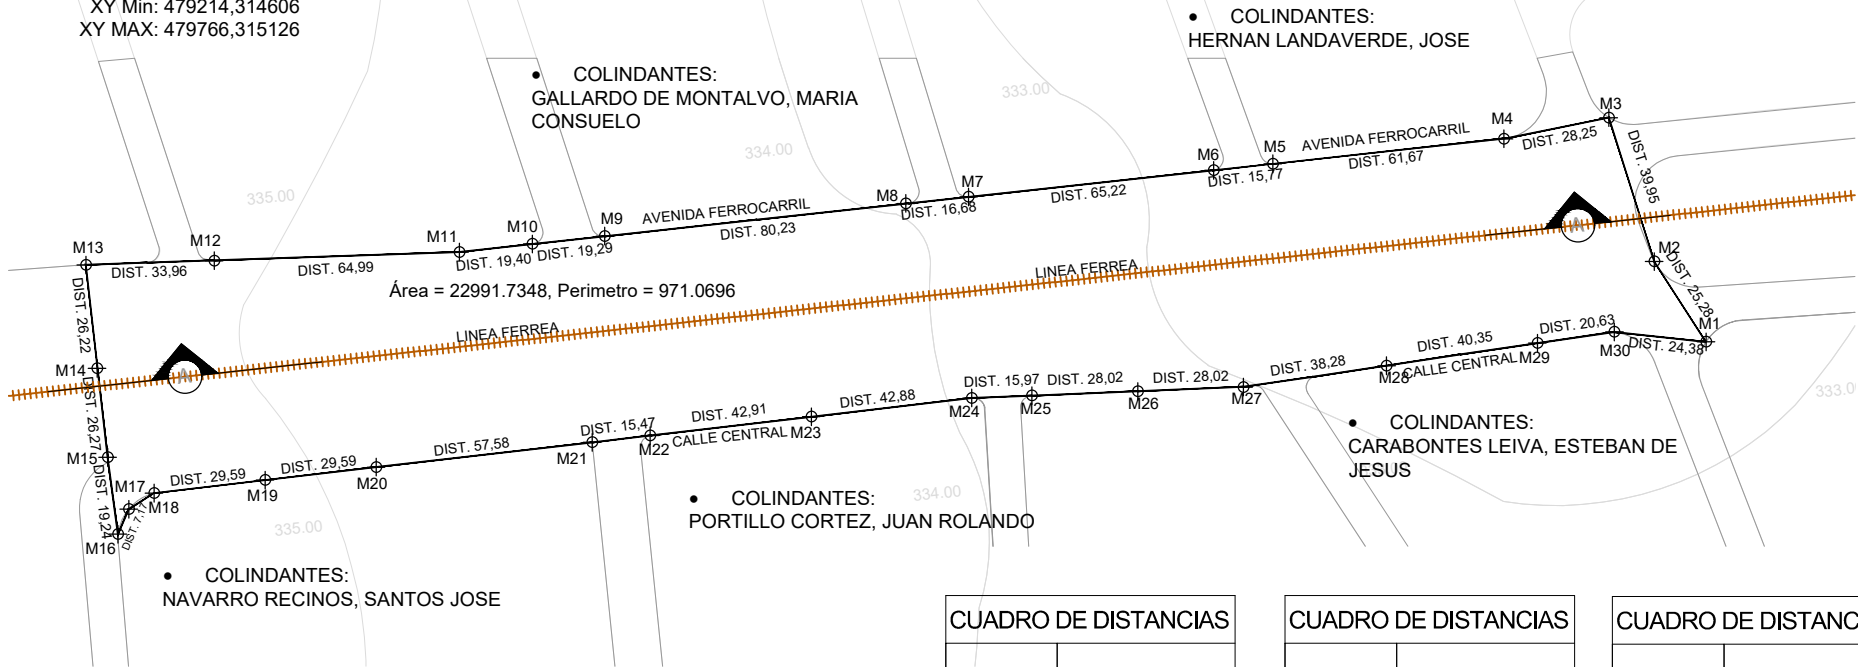 XY Min: 479214,314606
XY MAX: 479766,315126
• COLINDANTES:
HERNAN LANDAVERDE, JOSE
• COLINDANTES:
GALLARDO DE MONTALVO, MARIA
CONSUELO
333.00
334.00
335.00
M3
M4
M5
M6
M7
M8
M9
M10
M11
M12
M13
AVENIDA FERROCARRIL
DIST. 28,25
DIST. 61,67
DIST. 15,77
DIST. 65,22
DIST. 16,68
AVENIDA FERROCARRIL
DIST. 80,23
DIST. 19,29
DIST. 19,40
DIST. 64,99
DIST. 33,96
DIST. 39,95
M2
DIST. 25,28
M1
Área = 22991.7348, Perimetro = 971.0696
LINEA FERREA
LINEA FERREA
A
A
DIST. 26,22
M14
DIST. 26,27
M15
DIST. 19,24
M16
M17
DIST. 7,17
M18
DIST. 29,59
M19
DIST. 29,59
M20
DIST. 57,58
M21
DIST. 15,47
M22
DIST. 42,91
CALLE CENTRAL
M23
DIST. 42,88
M24
DIST. 15,97
M25
DIST. 28,02
M26
DIST. 28,02
M27
DIST. 38,28
M28
DIST. 40,35
CALLE CENTRAL
M29
DIST. 20,63
M30
DIST. 24,38
333.00
• COLINDANTES:
CARABONTES LEIVA, ESTEBAN DE
JESUS
334.00
• COLINDANTES:
PORTILLO CORTEZ, JUAN ROLANDO
335.00
• COLINDANTES:
NAVARRO RECINOS, SANTOS JOSE
CUADRO DE DISTANCIAS
CUADRO DE DISTANCIAS
CUADRO DE DISTANC